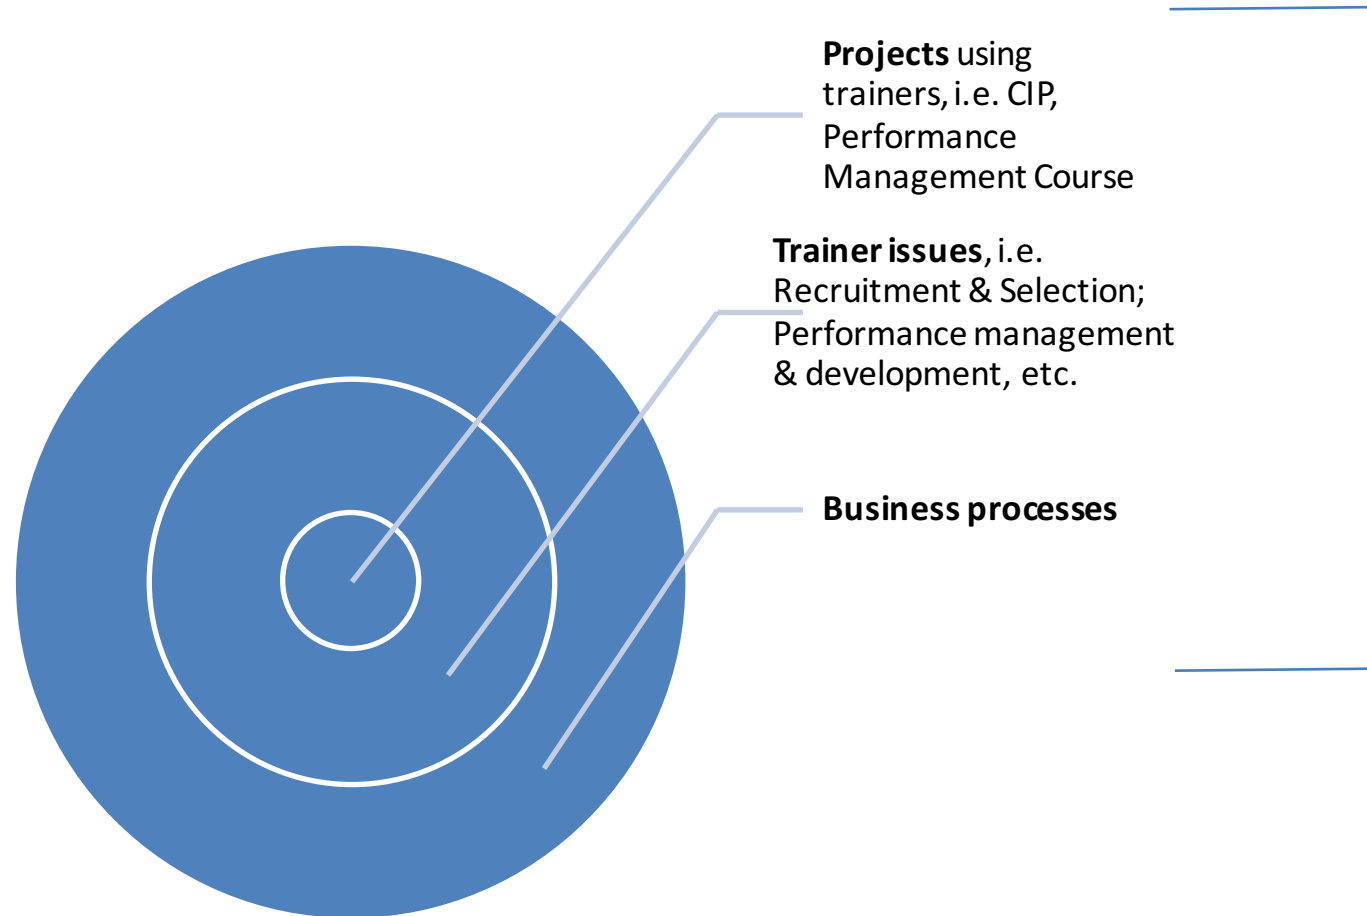 Projects using
trainers, i.e. CIP,
Performance
Management Course
Trainer issues, i.e.
Recruitment & Selection;
Performance management
& development, etc.
Business processes